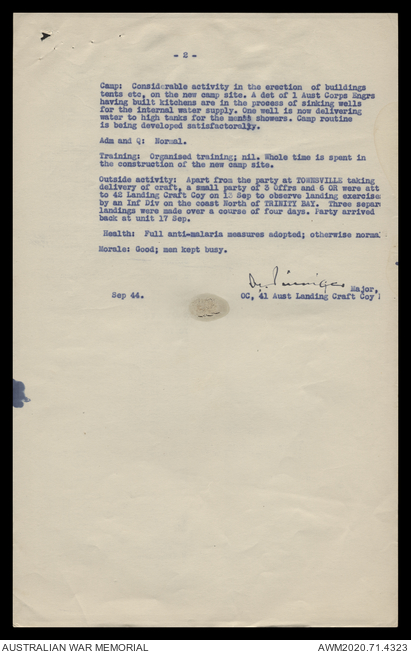 - 2 -
Camp: Considerable activity in the erection of buildings
tents etc, on the new camp site. A det of 1 Aust Corps Engrs
having built kitchens are in the process of sinking wells
for the internal water supply. One well is now delivering
water to high tanks for the mens showers. Camp routine
is being developed satisfactorally.
Adm and Q: Normal.
Training: Organised training; nil. Whole time is spent in
the construction of the new camp site.
Outside activity: Apart from the party at TOWNSVILLE taking
delivery of craft, a small party of 3 Offrs and 6 OR were att
to 42 Landing Craft Coy on 13 Sep to observe landing exercise
by an Inf Div on the coast North of TRINITY BAY. Three separ
landings were made over a course of four days. Party arrived
back at unit 17 Sep.
Health: Full anti-malaria measures adopted; otherwise norma
Morale: Good; men kept busy.
Major,
Sep 44. OC, 41 Aust Landing Craft Coy
AUSTRALIAN WAR MEMORIAL AWM2020.71.4323